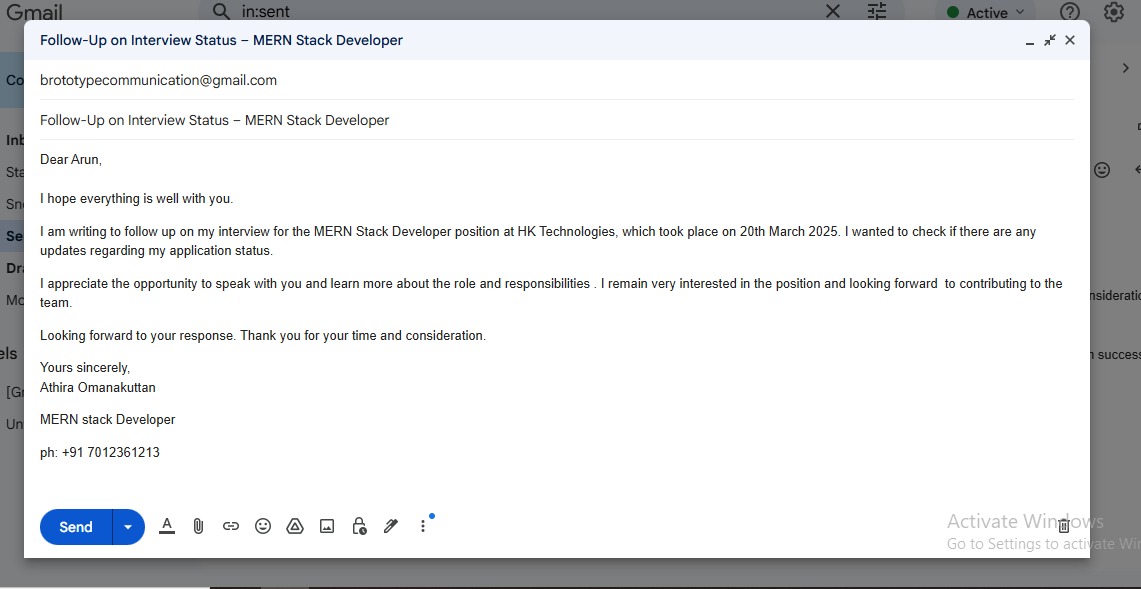 Gmail
in:sent
Active
Follow-Up on Interview Status – MERN Stack Developer
Co
brototypecommunication@gmail.com
Follow-Up on Interview Status – MERN Stack Developer
Inb
Dear Arun,
Sta
I hope everything is well with you.
Sn
I am writing to follow up on my interview for the MERN Stack Developer position at HK Technologies, which took place on 20th March 2025. I wanted to check if there are any
Se
updates regarding my application status.
Dra
I appreciate the opportunity to speak with you and learn more about the role and responsibilities . I remain very interested in the position and looking forward  to contributing to the
nsideratio
Mo
team.
Looking forward to your response. Thank you for your time and consideration.
els
n success
Yours sincerely,
Athira Omanakuttan
[G
MERN stack Developer
Un
ph: +91 7012361213
Send
Activate Windows
Go to Settings to activate Win